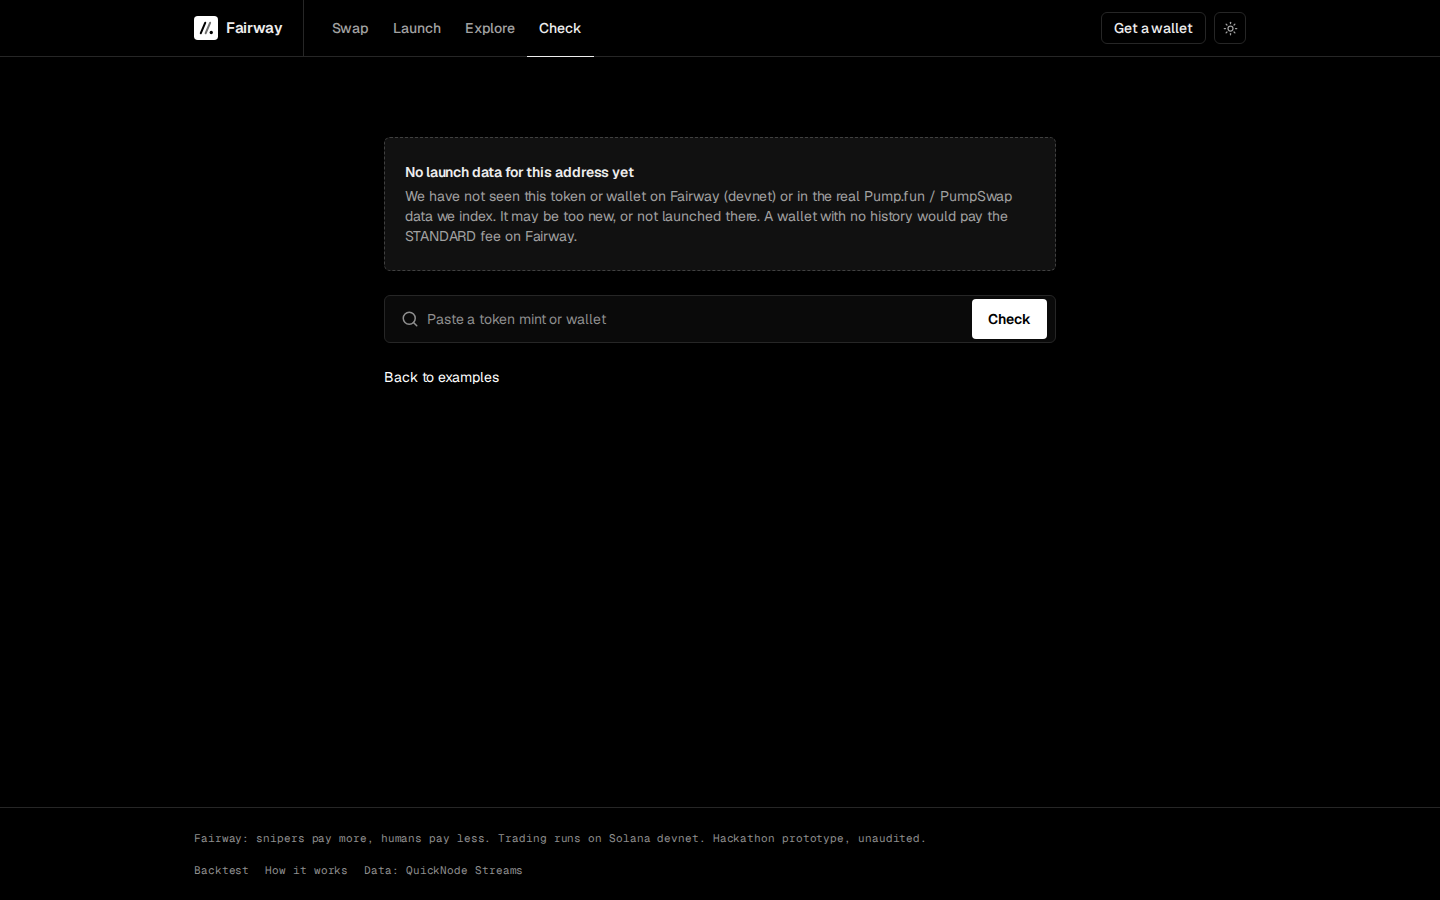 Fairway
Swap
Launch
Explore
Check
Get a wallet
No launch data for this address yet
We have not seen this token or wallet on Fairway (devnet) or in the real Pump.fun / PumpSwap
data we index. It may be too new, or not launched there. A wallet with no history would pay the
STANDARD fee on Fairway.
Paste a token mint or wallet
Check
Back to examples
Fairway: snipers pay more, humans pay less. Trading runs on Solana devnet. Hackathon prototype, unaudited.
Backtest How it works Data: QuickNode Streams